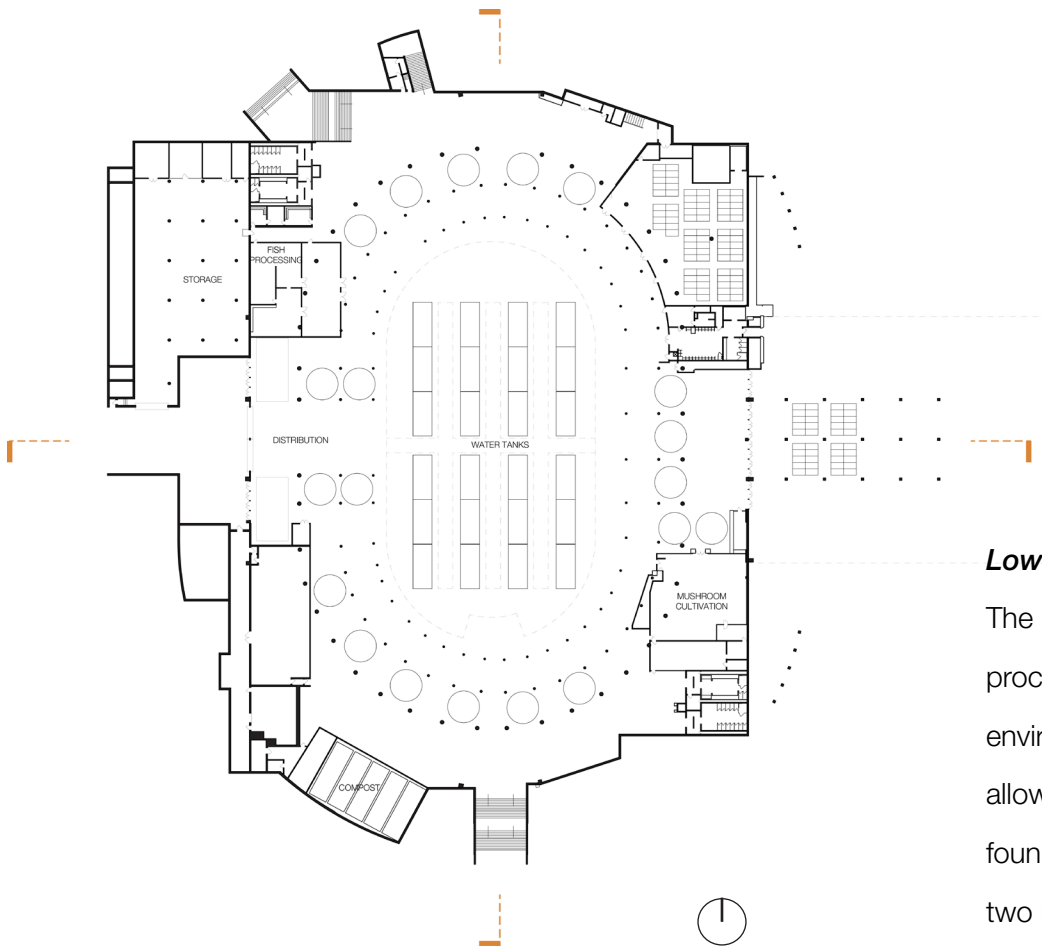 FISH
PROCESSING
STORAGE
DISTRIBUTION
WATER TANKS
MUSHROOM
CULTIVATION
COMPOST
Low
The
proc
envir
allow
foun
two